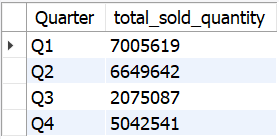 Quarter total_sold_quantity
Q1 7005619
Q2 6649642
Q3 2075087
Q4 5042541